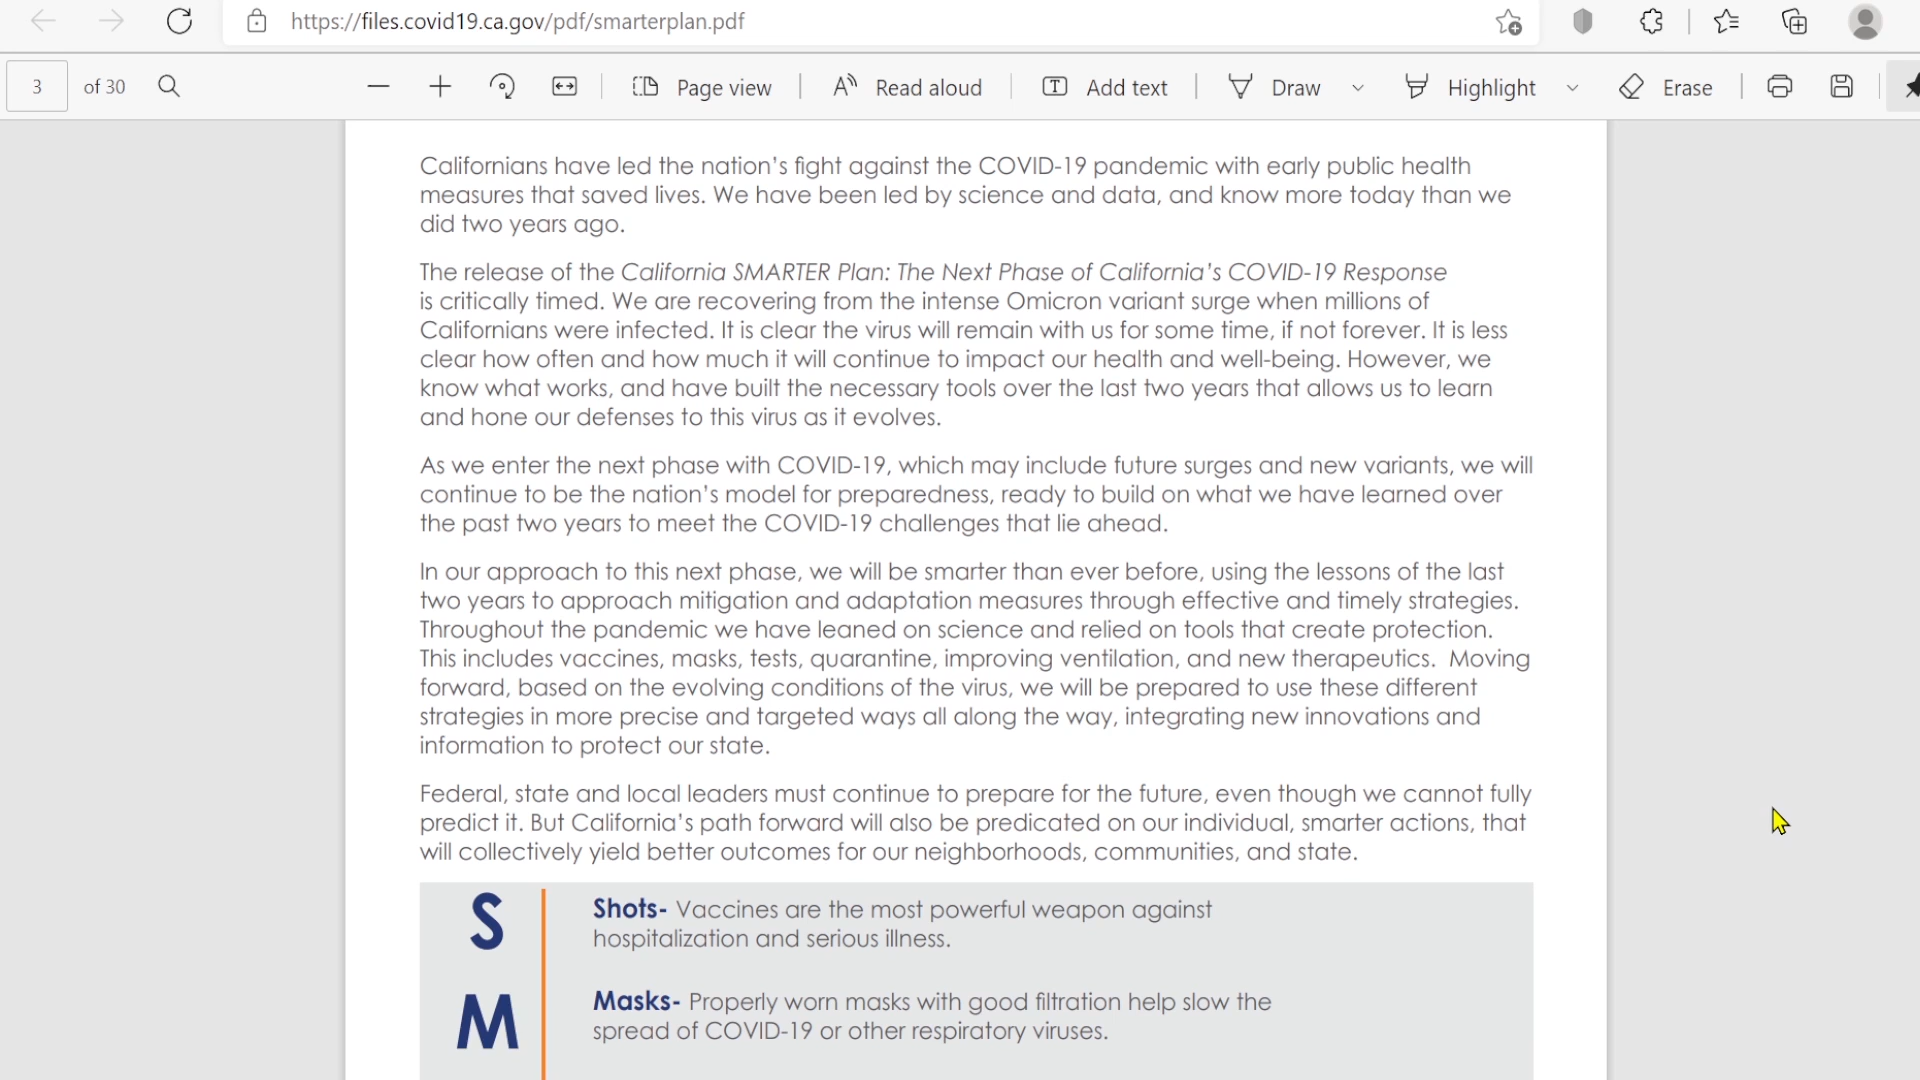 https://files.covid19.ca.gov/pdf/smarterplan.pdf
3 of 30 Page view Read aloud Add text Draw Highlight Erase
Californians have led the nation's fight against the COVID-19 pandemic with early public health
measures that saved lives. We have been led by science and data, and know more today than we
did two years ago.
The release of the California SMARTER Plan: The Next Phase of California's COVID-19 Response
is critically timed. We are recovering from the intense Omicron variant surge when millions of
Californians were infected. It is clear the virus will remain with us for some time, if not forever. It is less
clear how often and how much it will continue to impact our health and well-being. However, we
know what works, and have built the necessary tools over the last two years that allows us to learn
and hone our defenses to this virus as it evolves.
As we enter the next phase with COVID-19, which may include future surges and new variants, we will
continue to be the nation's model for preparedness, ready to build on what we have learned over
the past two years to meet the COVID-19 challenges that lie ahead.
In our approach to this next phase, we will be smarter than ever before, using the lessons of the last
two years to approach mitigation and adaptation measures through effective and timely strategies.
Throughout the pandemic we have leaned on science and relied on tools that create protection.
This includes vaccines, masks, tests, quarantine, improving ventilation, and new therapeutics. Moving
forward, based on the evolving conditions of the virus, we will be prepared to use these different
strategies in more precise and targeted ways all along the way, integrating new innovations and
information to protect our state.
Federal, state and local leaders must continue to prepare for the future, even though we cannot fully
predict it. But California's path forward will also be predicated on our individual, smarter actions, that
will collectively yield better outcomes for our neighborhoods, communities, and state.
S
Shots- Vaccines are the most powerful weapon against
hospitalization and serious illness.
M
Masks- Properly worn masks with good filtration help slow the
spread of COVID-19 or other respiratory viruses.